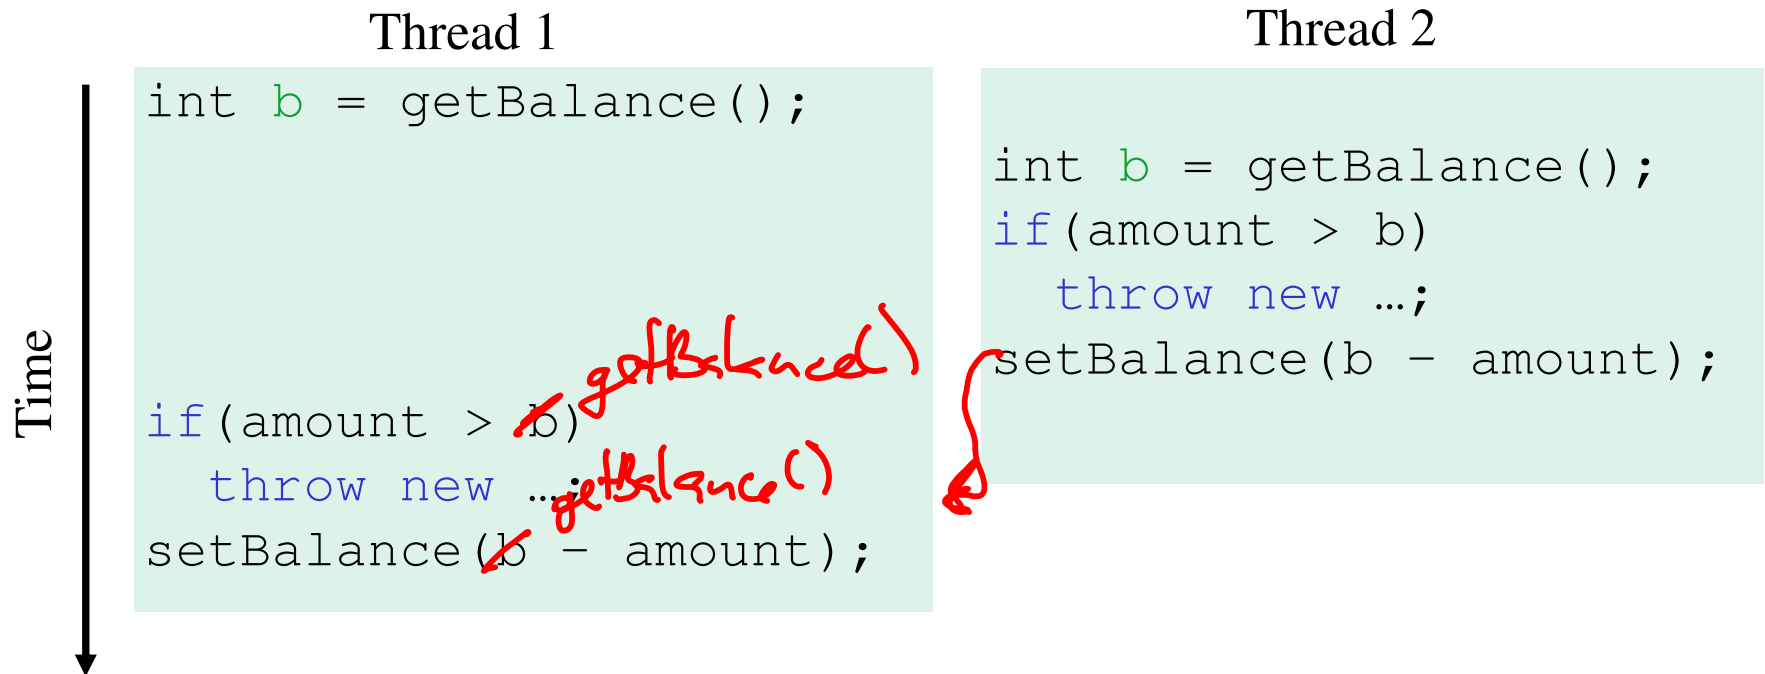 Thread 1
int b = getBalance();
if(amount > b)
getBalance()
throw new …;
getBalance()
setBalance(b - amount);
Thread 2
int b = getBalance();
if(amount > b)
throw new …;
setBalance(b - amount);
Time